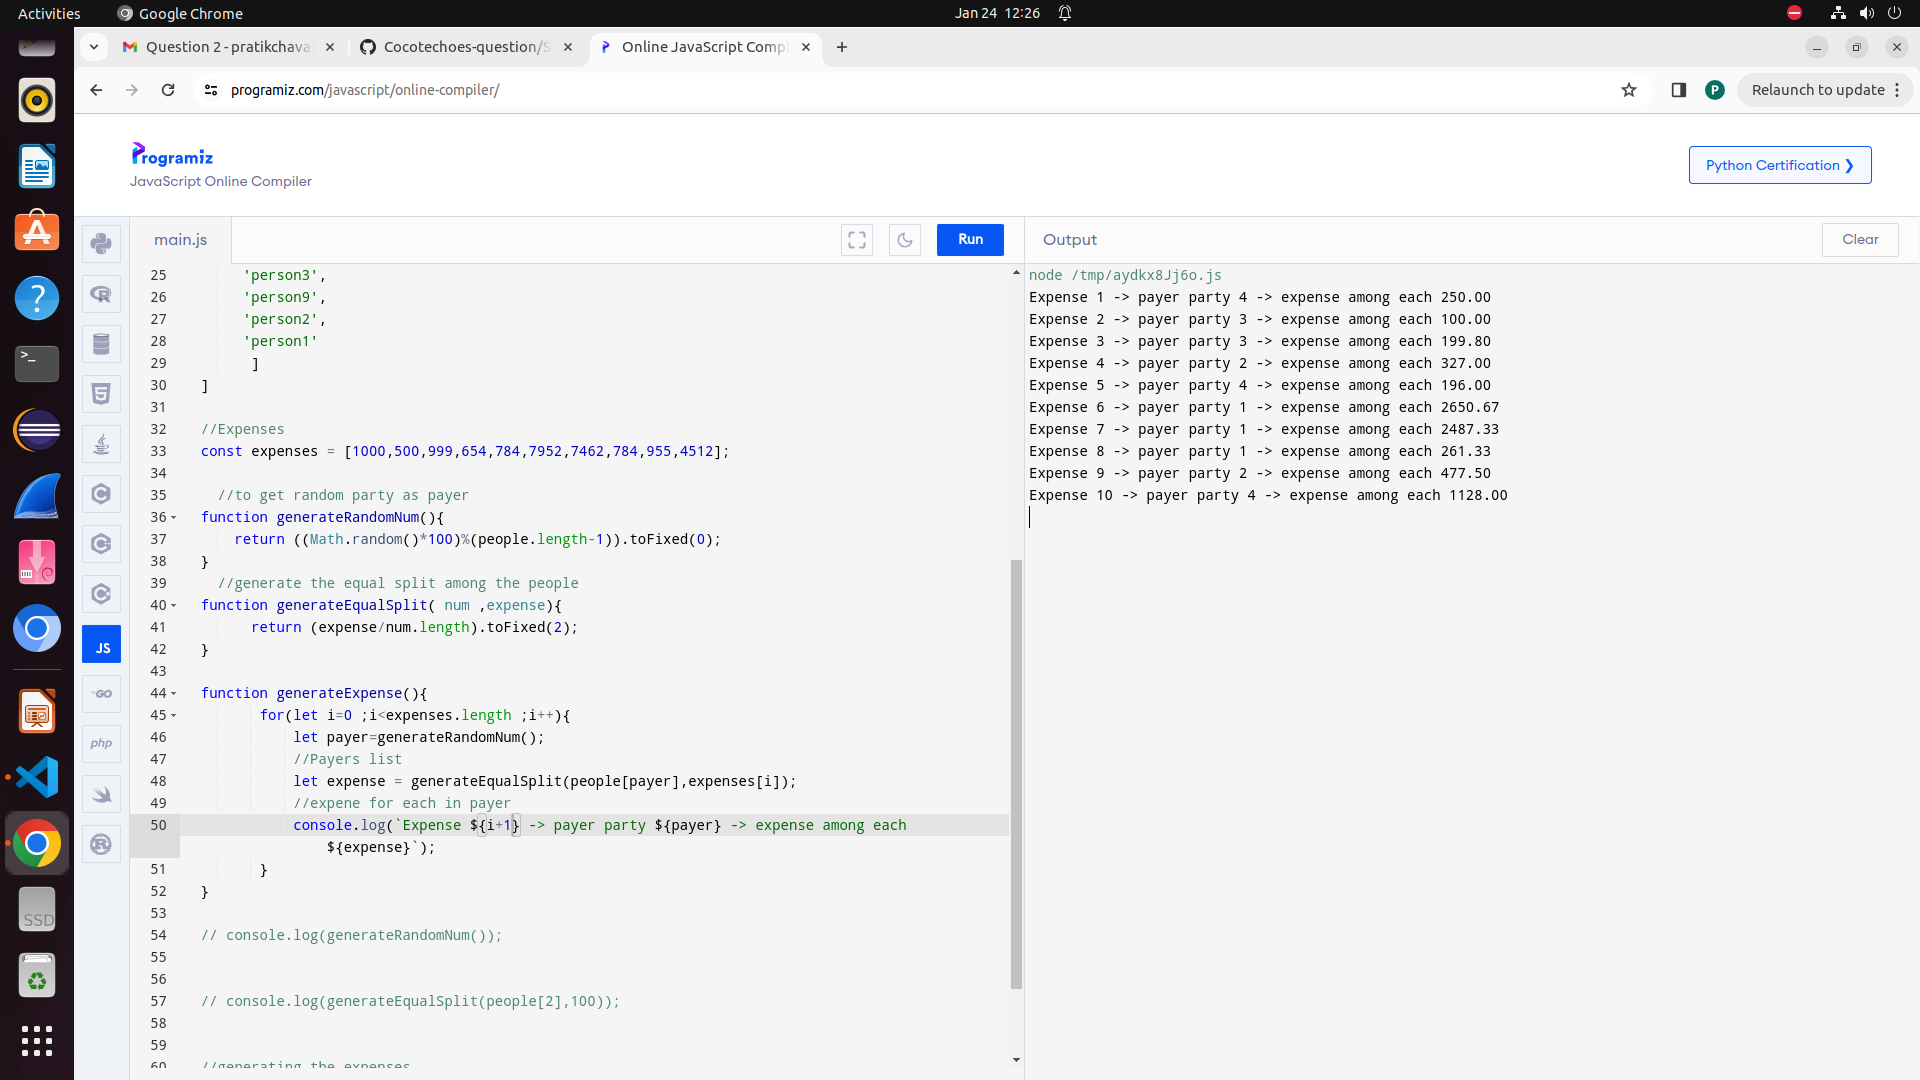 Activities
Google Chrome
Jan 24 12:26
Question 2 - pratikchava
Cocotechoes-question/S
Online JavaScript Compi
programiz.com/javascript/online-compiler/
P
Relaunch to update
Programiz
JavaScript Online Compiler
Python Certification ❯
main.js
Run
Output
Clear
25 'person3',
26 'person9',
27 'person2',
28 'person1'
29 ]
30 ]
31
32 //Expenses
33 const expenses = [1000,500,999,654,784,7952,7462,784,955,4512];
34
35 //to get random party as payer
36 function generateRandomNum(){
37 return ((Math.random()*100)%(people.length-1)).toFixed(0);
38 }
39 //generate the equal split among the people
40 function generateEqualSplit( num ,expense){
41 return (expense/num.length).toFixed(2);
42 }
43
44 function generateExpense(){
45 for(let i=0 ;i<expenses.length ;i++){
46 let payer=generateRandomNum();
47 //Payers list
48 let expense = generateEqualSplit(people[payer],expenses[i]);
49 //expene for each in payer
50 console.log(`Expense ${i+1} -> payer party ${payer} -> expense among each
${expense}`);
51 }
52 }
53
54 // console.log(generateRandomNum());
55
56
57 // console.log(generateEqualSplit(people[2],100));
58
59
60 //generating the expenses
node /tmp/aydkx8Jj6o.js
Expense 1 -> payer party 4 -> expense among each 250.00
Expense 2 -> payer party 3 -> expense among each 100.00
Expense 3 -> payer party 3 -> expense among each 199.80
Expense 4 -> payer party 2 -> expense among each 327.00
Expense 5 -> payer party 4 -> expense among each 196.00
Expense 6 -> payer party 1 -> expense among each 2650.67
Expense 7 -> payer party 1 -> expense among each 2487.33
Expense 8 -> payer party 1 -> expense among each 261.33
Expense 9 -> payer party 2 -> expense among each 477.50
Expense 10 -> payer party 4 -> expense among each 1128.00
JS
GO
php
SSD